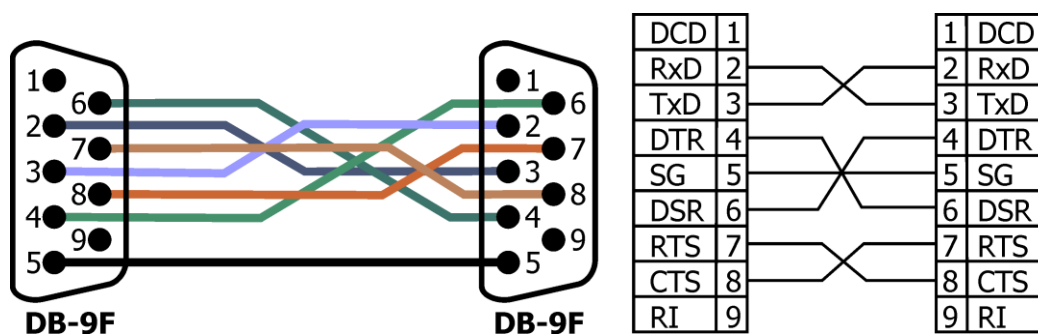 1
6
2
7
3
8
4
9
5
DB-9F
1
6
2
7
3
8
4
9
5
DB-9F
DCD 1
RxD 2
TxD 3
DTR 4
SG 5
DSR 6
RTS 7
CTS 8
RI 9
1 DCD
2 RxD
3 TxD
4 DTR
5 SG
6 DSR
7 RTS
8 CTS
9 RI